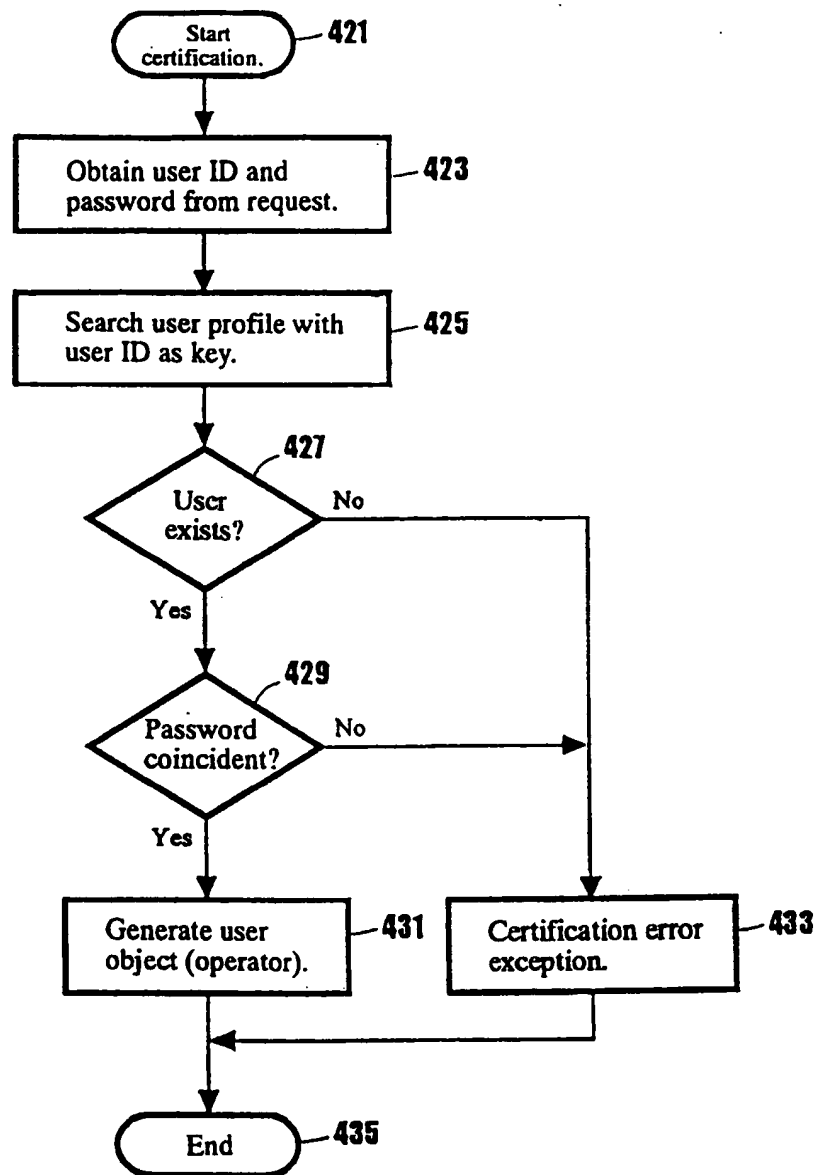 Start
certification.
421
Obtain user ID and
password from request.
423
Search user profile with
user ID as key.
425
427
User
exists?
No
Yes
429
Password
coincident?
No
Yes
Generate user
object (operator).
431
Certification error
exception.
433
End
435